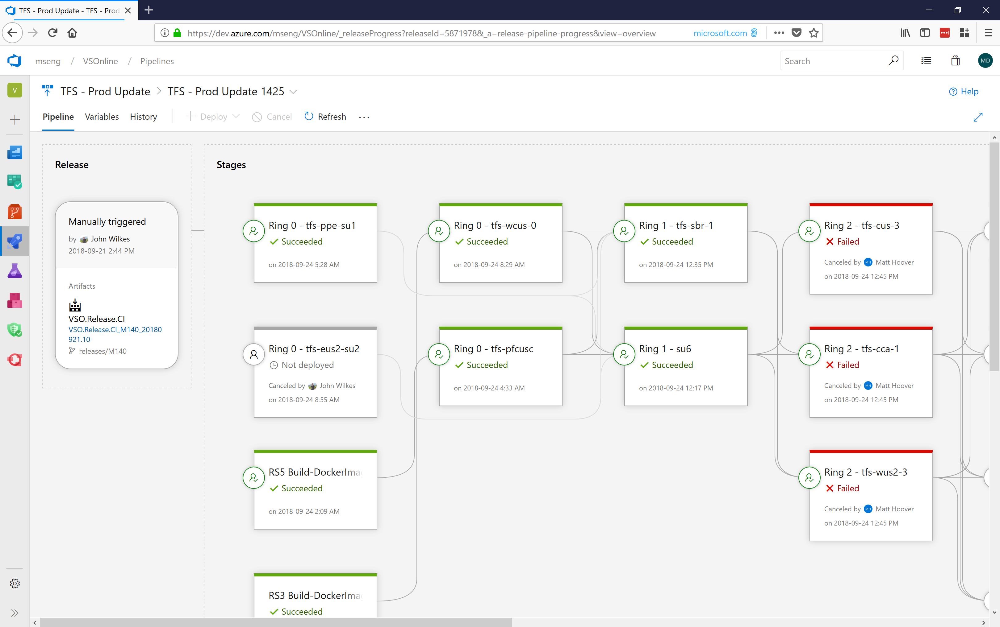 TFS - Prod Update - TFS - Prod
https://dev.azure.com/mseng/VSOnline/_releaseProgress?releaseId=5871978&_a=release-pipeline-progress&view=overview
microsoft.com
mseng / VSOnline / Pipelines
Search
MD
V
TFS - Prod Update > TFS - Prod Update 1425
Help
Pipeline
Variables
History
Deploy
Cancel
Refresh
Release
Manually triggered
by John Wilkes
2018-09-21 2:44 PM
Artifacts
VSO.Release.CI
VSO.Release.CI_M140_20180
921.10
releases/M140
Stages
Ring 0 - tfs-ppe-su1
Succeeded
on 2018-09-24 5:28 AM
Ring 0 - tfs-wcus-0
Succeeded
on 2018-09-24 8:29 AM
Ring 1 - tfs-sbr-1
Succeeded
on 2018-09-24 12:35 PM
Ring 2 - tfs-cus-3
Failed
Canceled by MH Matt Hoover
on 2018-09-24 12:45 PM
Ring 0 - tfs-eus2-su2
Not deployed
Canceled by John Wilkes
on 2018-09-24 8:55 AM
Ring 0 - tfs-pfcusc
Succeeded
on 2018-09-24 4:33 AM
Ring 1 - su6
Succeeded
on 2018-09-24 12:17 PM
Ring 2 - tfs-cca-1
Failed
Canceled by MH Matt Hoover
on 2018-09-24 12:45 PM
RS5 Build-DockerImag
Succeeded
on 2018-09-24 2:09 AM
Ring 2 - tfs-wus2-3
Failed
Canceled by MH Matt Hoover
on 2018-09-24 12:45 PM
RS3 Build-DockerImag
Succeeded